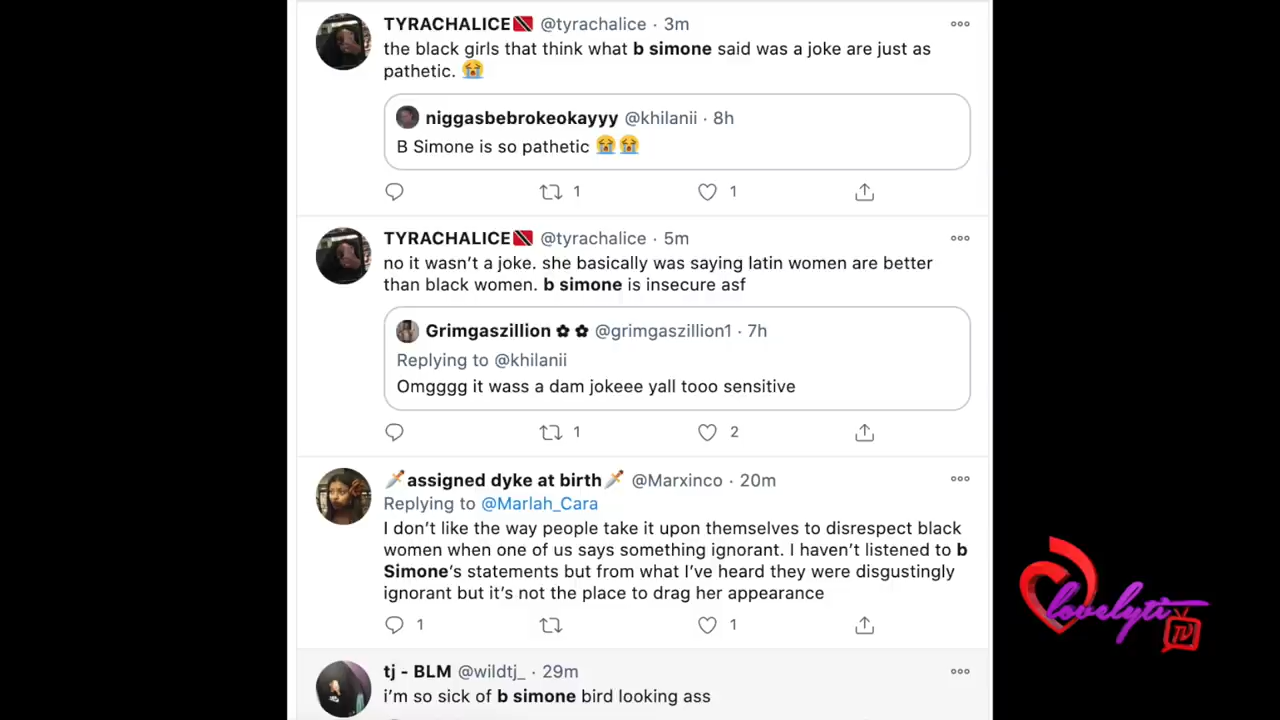 TYRACHALICE🇹🇹 @tyrachalice · 3m
the black girls that think what b simone said was a joke are just as
pathetic. 😭
niggasbebrokeokayyy @khilanii · 8h
B Simone is so pathetic 😭😭
1 1
TYRACHALICE🇹🇹 @tyrachalice · 5m
no it wasn't a joke. she basically was saying latin women are better
than black women. b simone is insecure asf
Grimgaszillion ✿ ✿ @grimgaszillion1 · 7h
Replying to @khilanii
Omgggg it wass a dam jokeee yall tooo sensitive
1 2
🗡️assigned dyke at birth🗡️ @Marxinco · 20m
Replying to @Marlah_Cara
I don't like the way people take it upon themselves to disrespect black
women when one of us says something ignorant. I haven't listened to b
Simone's statements but from what I've heard they were disgustingly
ignorant but it's not the place to drag her appearance
1 1
tj - BLM @wildtj_ · 29m
i'm so sick of b simone bird looking ass
lovelyti
TV